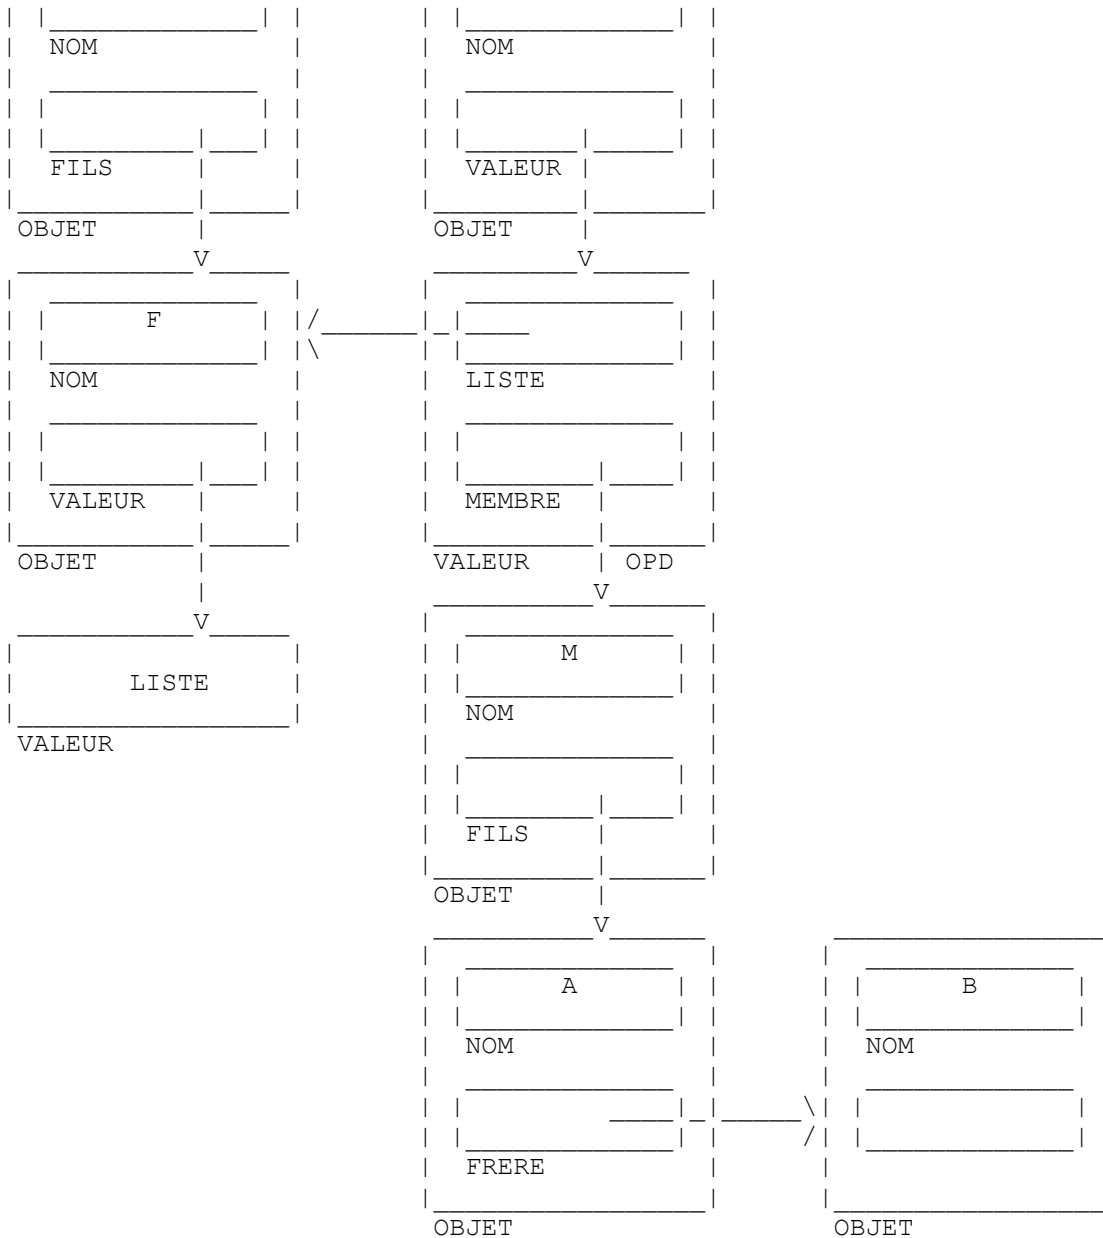 NOM NOM
FILS VALEUR
OBJET OBJET
F
NOM LISTE
VALEUR MEMBRE
OBJET VALEUR OPD
M
LISTE
NOM
VALEUR
FILS
OBJET
A B
NOM NOM
FRERE
OBJET OBJET